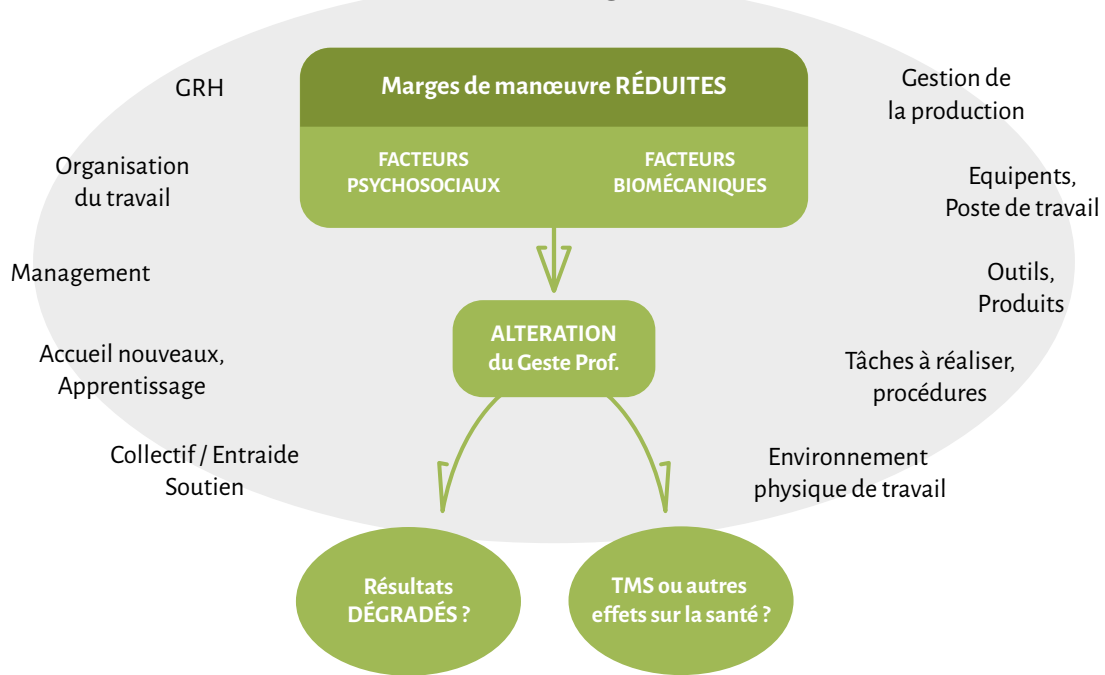 Marges de manœuvre RÉDUITES
FACTEURS
PSYCHOSOCIAUX
FACTEURS
BIOMÉCANIQUES
GRH
Organisation
du travail
Management
Accueil nouveaux,
Apprentissage
Collectif / Entraide
Soutien
Gestion de
la production
Equipents,
Poste de travail
Outils,
Produits
Tâches à réaliser,
procédures
Environnement
physique de travail
ALTERATION
du Geste Prof.
Résultats
DÉGRADÉS ?
TMS ou autres
effets sur la santé ?